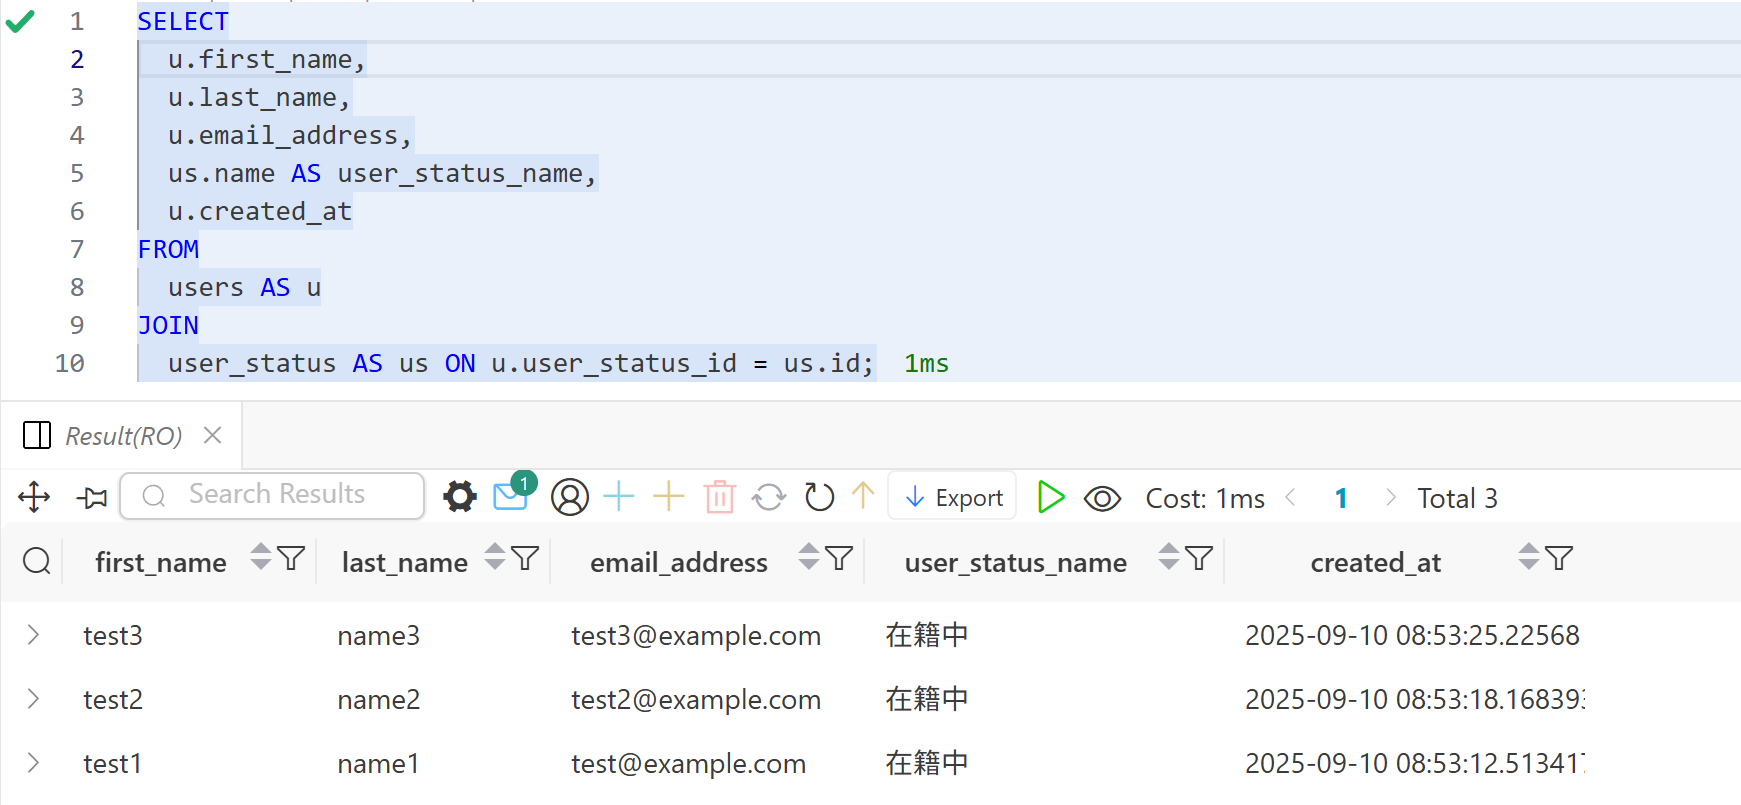 1 SELECT
2 u.first_name,
3 u.last_name,
4 u.email_address,
5 us.name AS user_status_name,
6 u.created_at
7 FROM
8 users AS u
9 JOIN
10 user_status AS us ON u.user_status_id = us.id; 1ms
Result(RO)
Search Results 1 Export Cost: 1ms 1 Total 3
first_name last_name email_address user_status_name created_at
test3 name3 test3@example.com 在籍中 2025-09-10 08:53:25.22568
test2 name2 test2@example.com 在籍中 2025-09-10 08:53:18.168393
test1 name1 test@example.com 在籍中 2025-09-10 08:53:12.513417